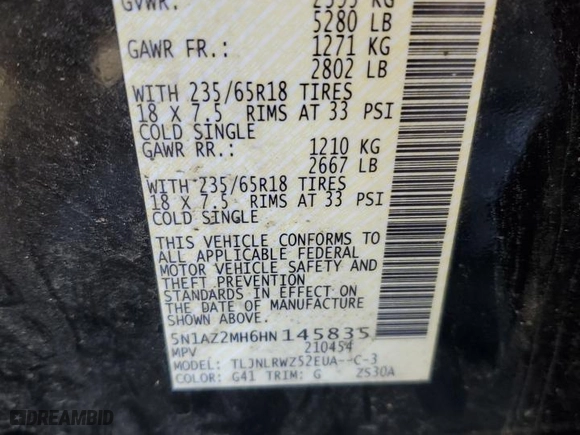 GVWR:
5280 LB
GAWR FR.: 1271 KG
2802 LB
WITH 235/65R18 TIRES
18 X 7.5 RIMS AT 33 PSI
COLD SINGLE
GAWR RR.: 1210 KG
2667 LB
WITH 235/65R18 TIRES
18 X 7.5 RIMS AT 33 PSI
COLD SINGLE
THIS VEHICLE CONFORMS TO
ALL APPLICABLE FEDERAL
MOTOR VEHICLE SAFETY AND
THEFT PREVENTION
STANDARDS IN EFFECT ON
THE DATE OF MANUFACTURE
SHOWN ABOVE.
5N1AZ2MH6HN145835
MPV 210454
MODEL: TLJNLRWZ52EUA--C-3
COLOR: G41 TRIM: G ZS30A
DREAMBID